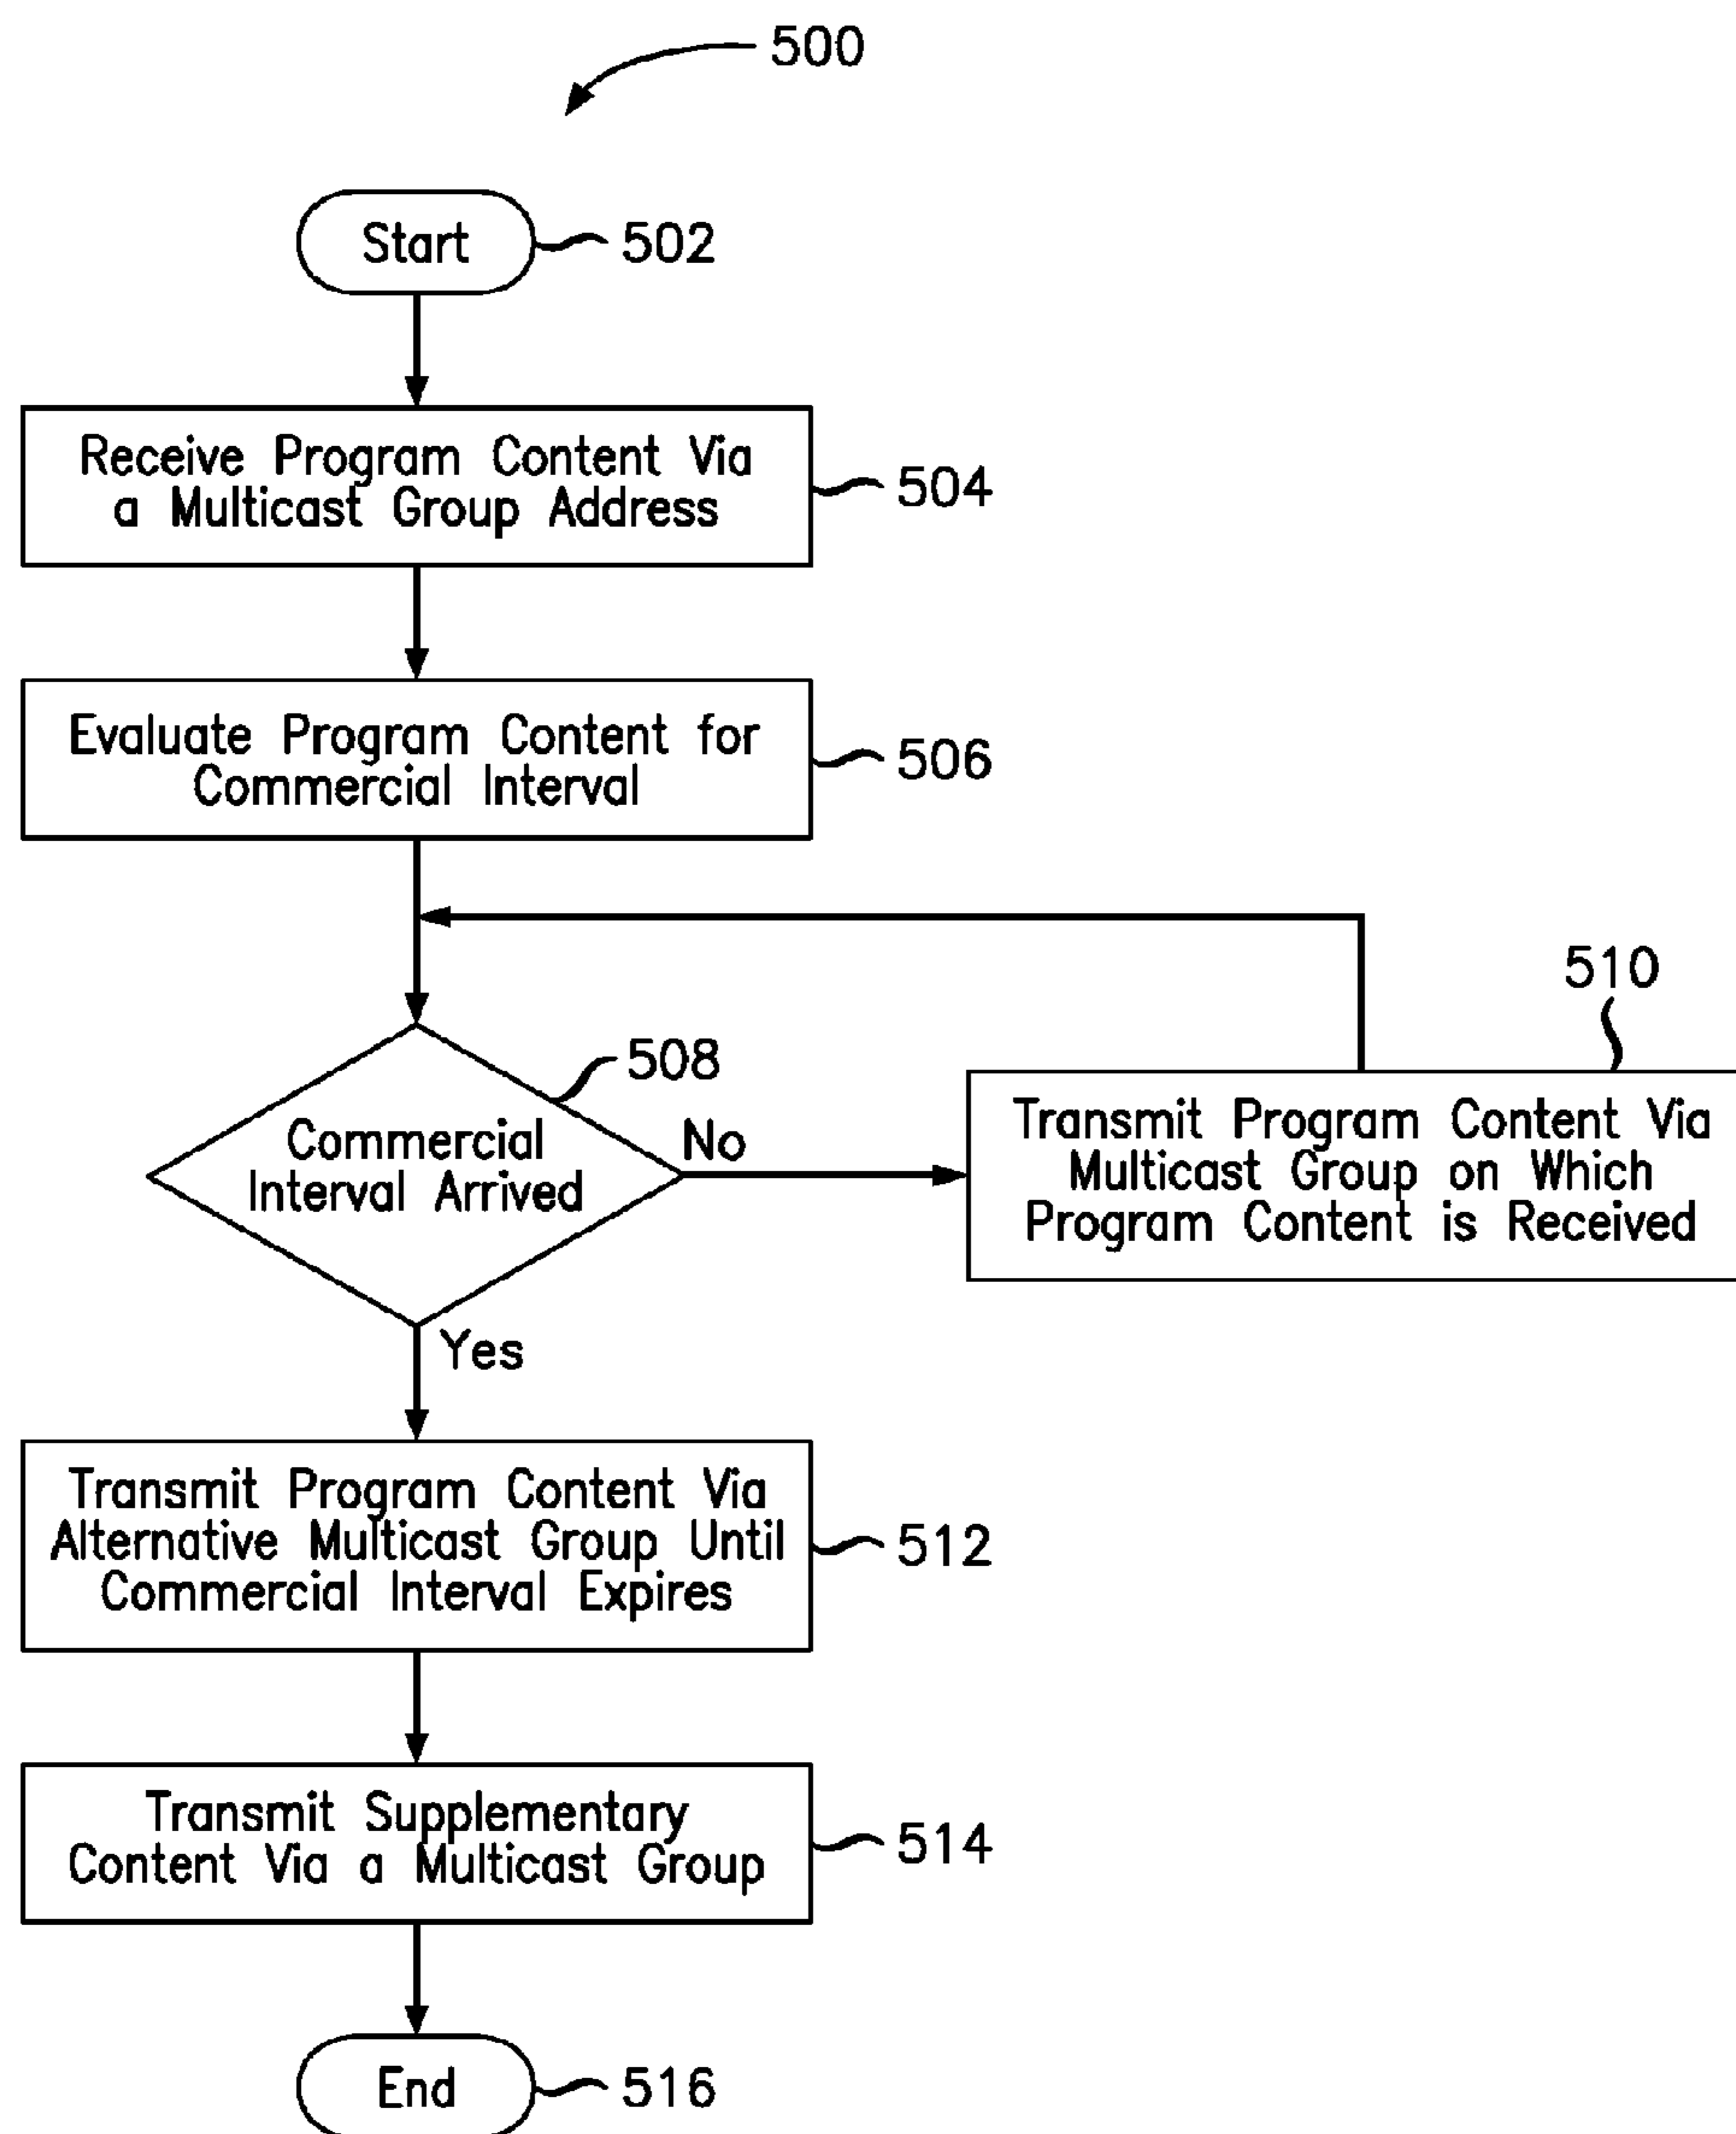 500
Start
502
Receive Program Content Via
a Multicast Group Address
504
Evaluate Program Content for
Commercial Interval
506
510
508
Commercial
Interval Arrived
No
Transmit Program Content Via
Multicast Group on Which
Program Content is Received
Yes
Transmit Program Content Via
Alternative Multicast Group Until
Commercial Interval Expires
512
Transmit Supplementary
Content Via a Multicast Group
514
End
516